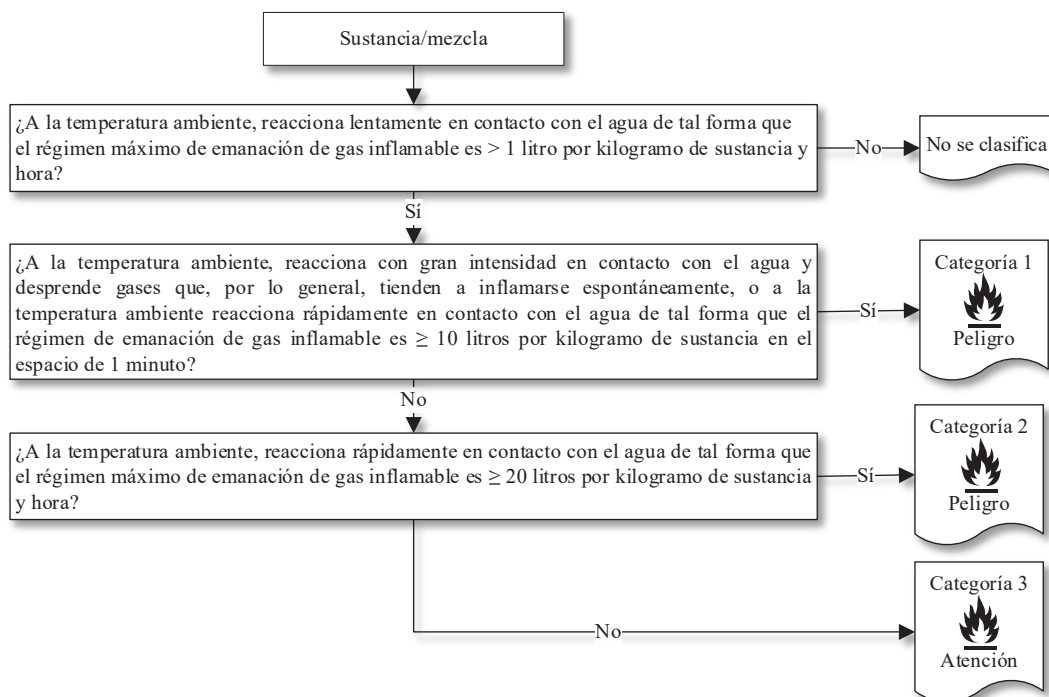 Sustancia/mezcla
¿A la temperatura ambiente, reacciona lentamente en contacto con el agua de tal forma que
el régimen máximo de emanación de gas inflamable es > 1 litro por kilogramo de sustancia y
hora?
No
No se clasifica
Sí
¿A la temperatura ambiente, reacciona con gran intensidad en contacto con el agua y
desprende gases que, por lo general, tienden a inflamarse espontáneamente, o a la
temperatura ambiente reacciona rápidamente en contacto con el agua de tal forma que el
régimen de emanación de gas inflamable es ≥ 10 litros por kilogramo de sustancia en el
espacio de 1 minuto?
Sí
Categoría 1
Peligro
No
¿A la temperatura ambiente, reacciona rápidamente en contacto con el agua de tal forma que
el régimen máximo de emanación de gas inflamable es ≥ 20 litros por kilogramo de sustancia
y hora?
Sí
Categoría 2
Peligro
No
Categoría 3
Atención